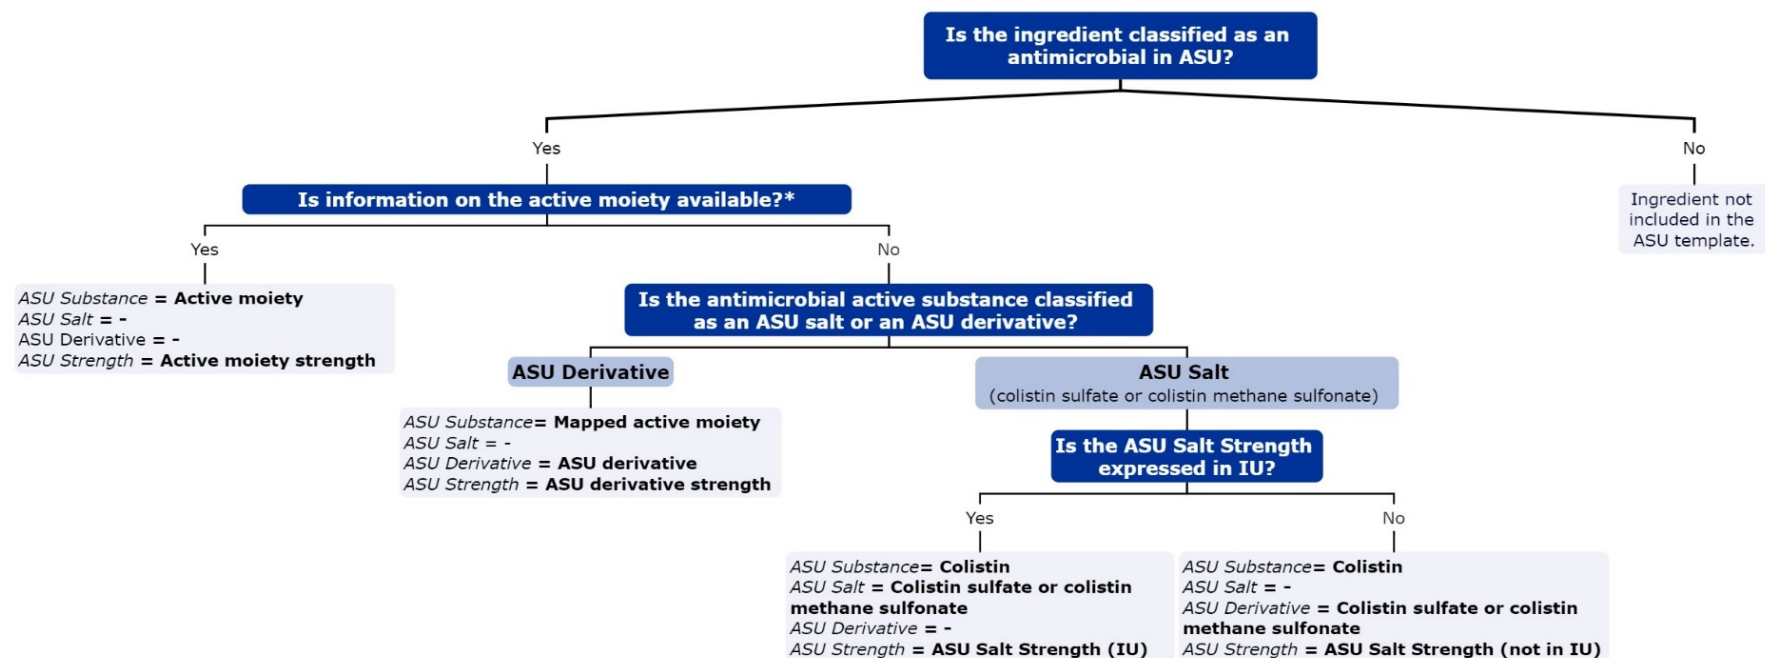 Is the ingredient classified as an
antimicrobial in ASU?
Yes
No
Is information on the active moiety available?*
Ingredient not
included in the
ASU template.
Yes
No
ASU Substance = Active moiety
ASU Salt = -
ASU Derivative = -
ASU Strength = Active moiety strength
Is the antimicrobial active substance classified
as an ASU salt or an ASU derivative?
ASU Derivative
ASU Salt
(colistin sulfate or colistin methane sulfonate)
ASU Substance= Mapped active moiety
ASU Salt = -
ASU Derivative = ASU derivative
ASU Strength = ASU derivative strength
Is the ASU Salt Strength
expressed in IU?
Yes
No
ASU Substance= Colistin
ASU Salt = Colistin sulfate or colistin
methane sulfonate
ASU Derivative = -
ASU Strength = ASU Salt Strength (IU)
ASU Substance= Colistin
ASU Salt = -
ASU Derivative = Colistin sulfate or colistin
methane sulfonate
ASU Strength = ASU Salt Strength (not in IU)